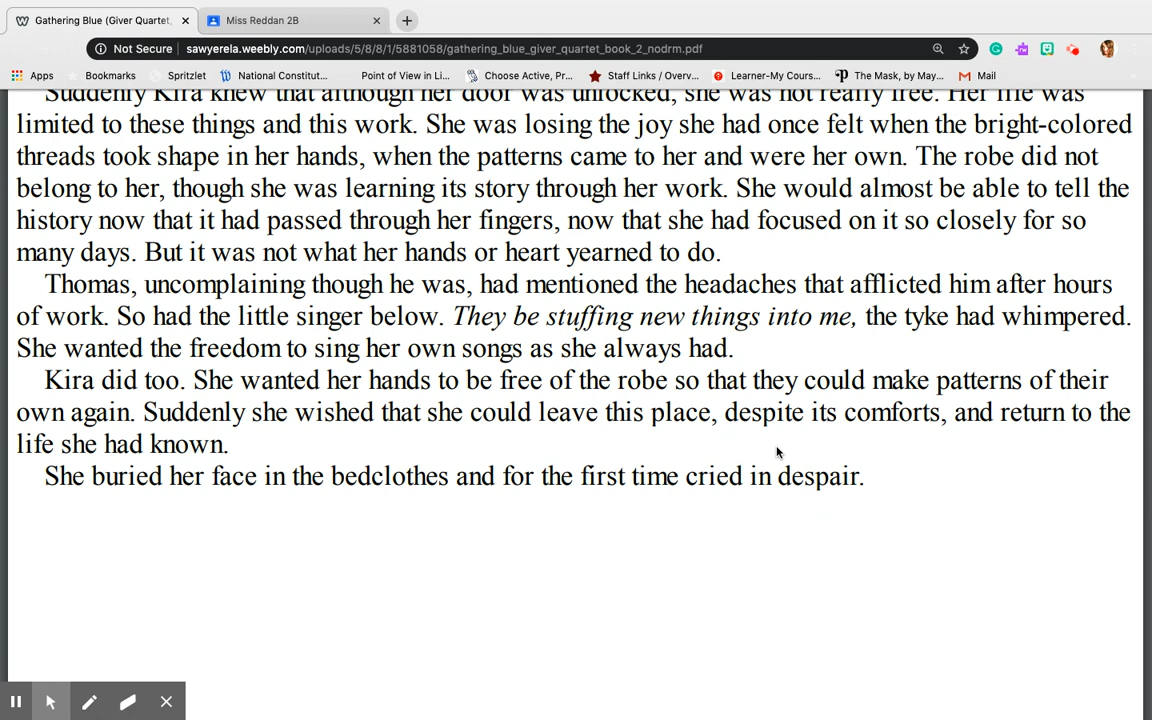 Gathering Blue (Giver Quartet,
Miss Reddan 2B
Not Secure | sawyerela.weebly.com/uploads/5/8/8/1/5881058/gathering_blue_giver_quartet_book_2_nodrm.pdf
Apps Bookmarks Spritzlet National Constitut... Point of View in Li... Choose Active, Pr... Staff Links / Overv... Learner-My Cours... The Mask, by May... Mail
Suddenly Kira knew that although her door was unlocked, she was not really free. Her life was
limited to these things and this work. She was losing the joy she had once felt when the bright-colored
threads took shape in her hands, when the patterns came to her and were her own. The robe did not
belong to her, though she was learning its story through her work. She would almost be able to tell the
history now that it had passed through her fingers, now that she had focused on it so closely for so
many days. But it was not what her hands or heart yearned to do.
Thomas, uncomplaining though he was, had mentioned the headaches that afflicted him after hours
of work. So had the little singer below. They be stuffing new things into me, the tyke had whimpered.
She wanted the freedom to sing her own songs as she always had.
Kira did too. She wanted her hands to be free of the robe so that they could make patterns of their
own again. Suddenly she wished that she could leave this place, despite its comforts, and return to the
life she had known.
She buried her face in the bedclothes and for the first time cried in despair.